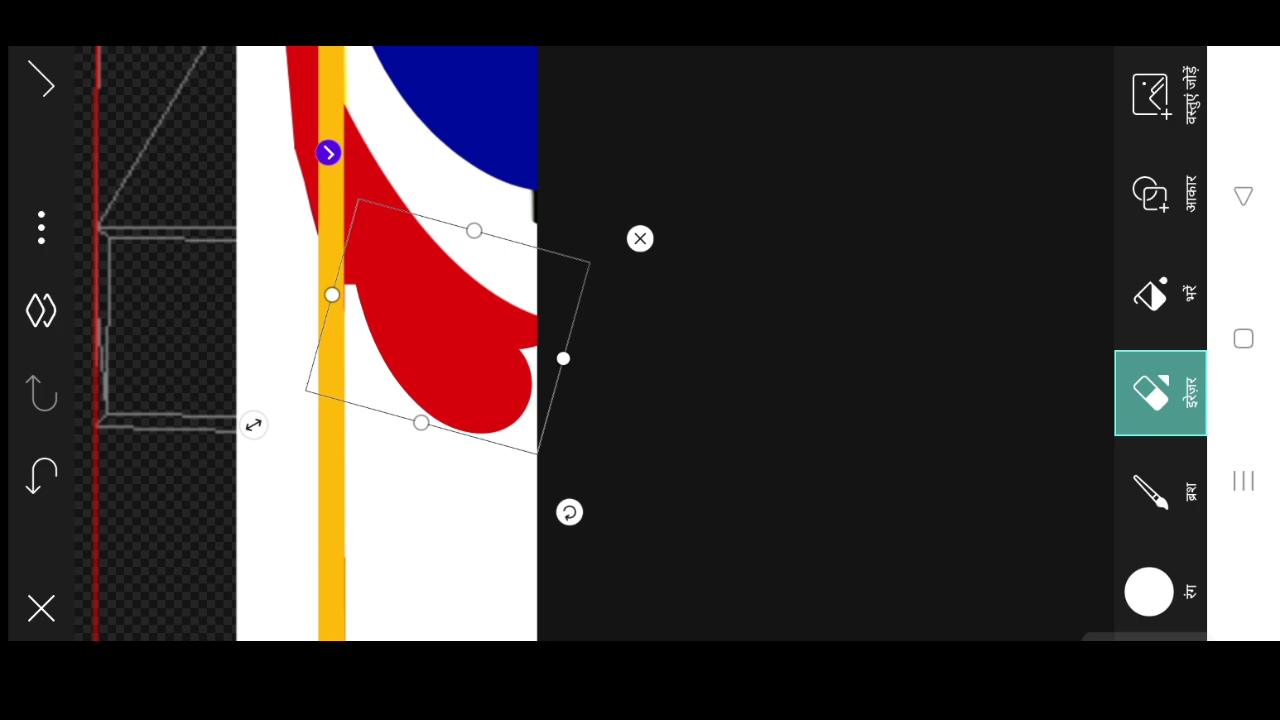 वस्तुएं जोड़ें
आकार
भरें
इरेज़र
ब्रश
रंग